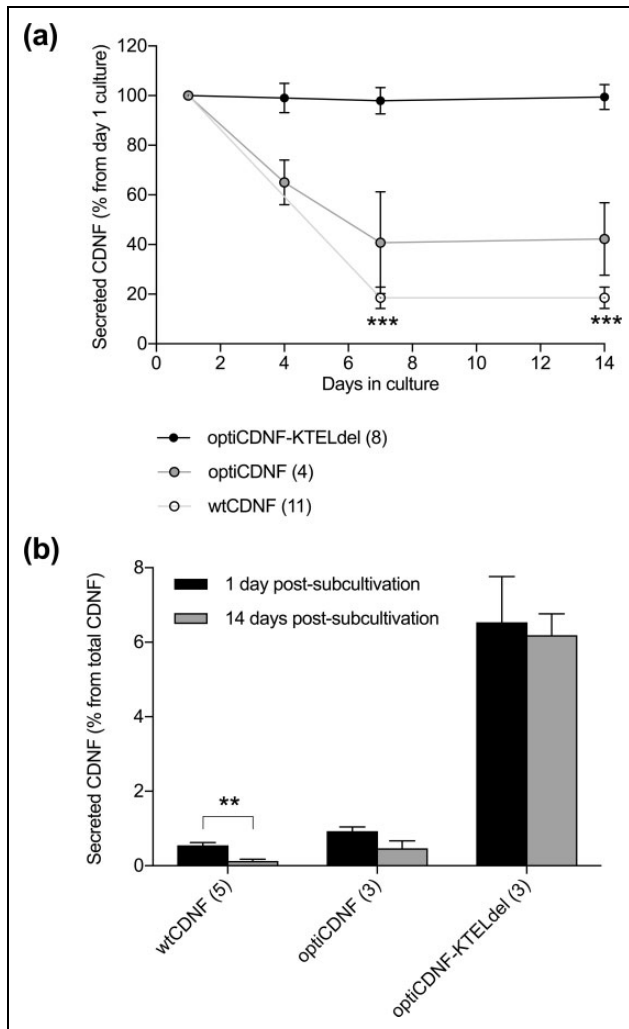 (a)
120
100
80
60
40
20
0
Secreted CDNF (% from day 1 culture)
***
***
0 2 4 6 8 10 12 14
Days in culture
optiCDNF-KTELdel (8)
optiCDNF (4)
wtCDNF (11)
(b)
8
6
4
2
0
Secreted CDNF (% from total CDNF)
1 day post-subcultivation
14 days post-subcultivation
**
wtCDNF (5)
optiCDNF (3)
optiCDNF-KTELdel (3)